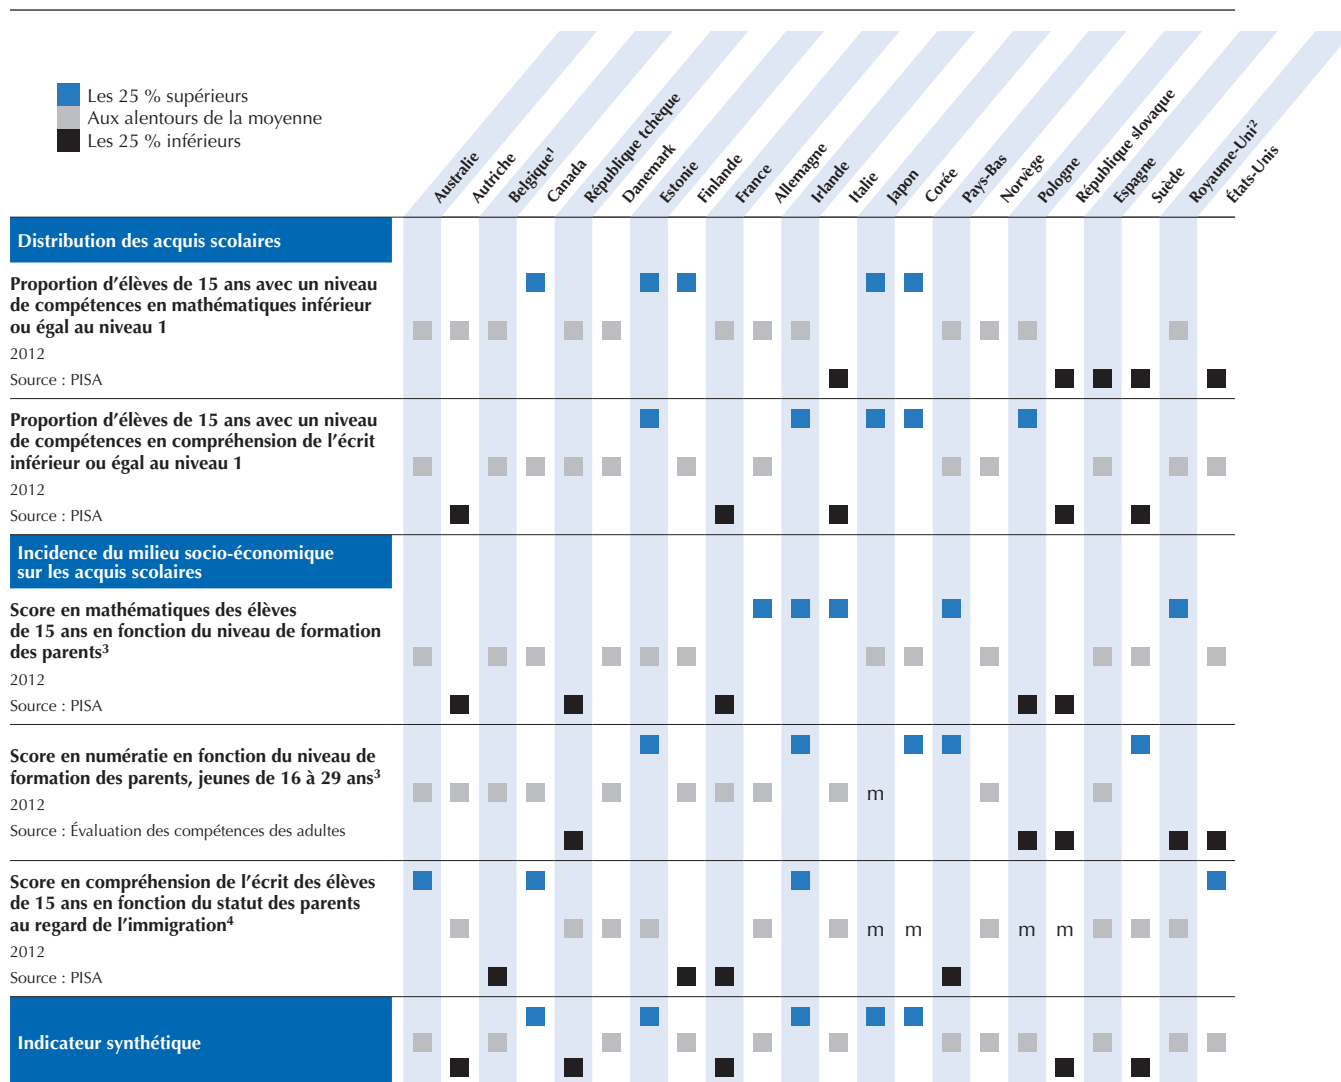 Les 25 % supérieurs
Aux alentours de la moyenne
Les 25 % inférieurs
Australie
Autriche
Belgique¹
Canada
République tchèque
Danemark
Estonie
Finlande
France
Allemagne
Irlande
Italie
Japon
Corée
Pays-Bas
Norvège
Pologne
République slovaque
Espagne
Suède
Royaume-Uni²
États-Unis
Distribution des acquis scolaires
Proportion d’élèves de 15 ans avec un niveau
de compétences en mathématiques inférieur
ou égal au niveau 1
2012
Source : PISA
Proportion d’élèves de 15 ans avec un niveau
de compétences en compréhension de l’écrit
inférieur ou égal au niveau 1
2012
Source : PISA
Incidence du milieu socio-économique
sur les acquis scolaires
Score en mathématiques des élèves
de 15 ans en fonction du niveau de formation
des parents³
2012
Source : PISA
Score en numératie en fonction du niveau de
formation des parents, jeunes de 16 à 29 ans³
m
2012
Source : Évaluation des compétences des adultes
Score en compréhension de l’écrit des élèves
de 15 ans en fonction du statut des parents
au regard de l’immigration⁴
m m m m
2012
Source : PISA
Indicateur synthétique